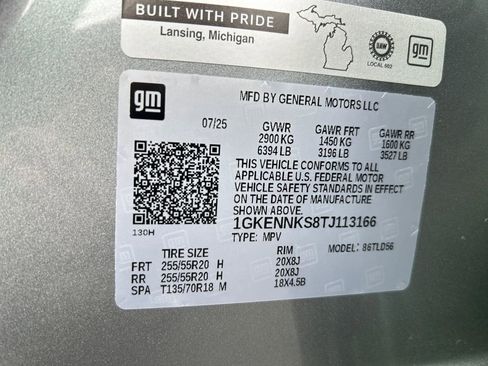 BUILT WITH PRIDE
Lansing, Michigan
UAW
LOCAL 602
gm
gm
MFD BY GENERAL MOTORS LLC
07/25 GVWR GAWR FRT GAWR RR
2900 KG 1450 KG 1600 KG
6394 LB 3196 LB 3527 LB
THIS VEHICLE CONFORMS TO ALL
APPLICABLE U.S. FEDERAL MOTOR
VEHICLE SAFETY STANDARDS IN EFFECT
ON THE DATE OF MANUFACTURE
SHOWN ABOVE.
130H
1GKENNKS8TJ113166
TYPE: MPV MODEL: 86TLD56
TIRE SIZE RIM
FRT 255/55R20 H 20X8J
RR 255/55R20 H 20X8J
SPA T135/70R18 M 18X4.5B